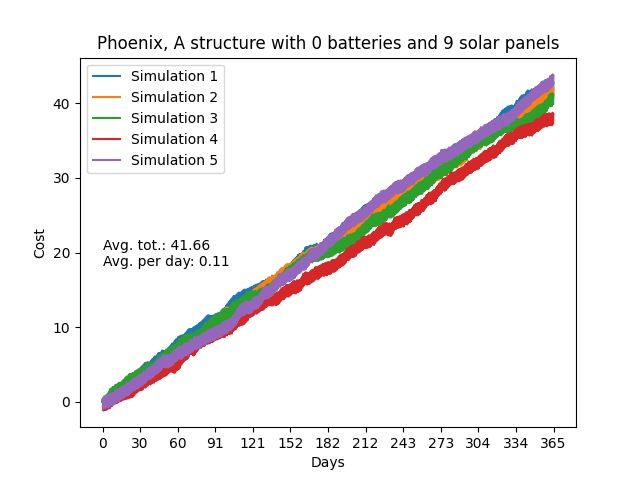 Phoenix, A structure with 0 batteries and 9 solar panels
Simulation 1
Simulation 2
Simulation 3
Simulation 4
Simulation 5
40
30
20
10
0
Cost
Avg. tot.: 41.66
Avg. per day: 0.11
0 30 60 91 121 152 182 212 243 273 304 334 365
Days